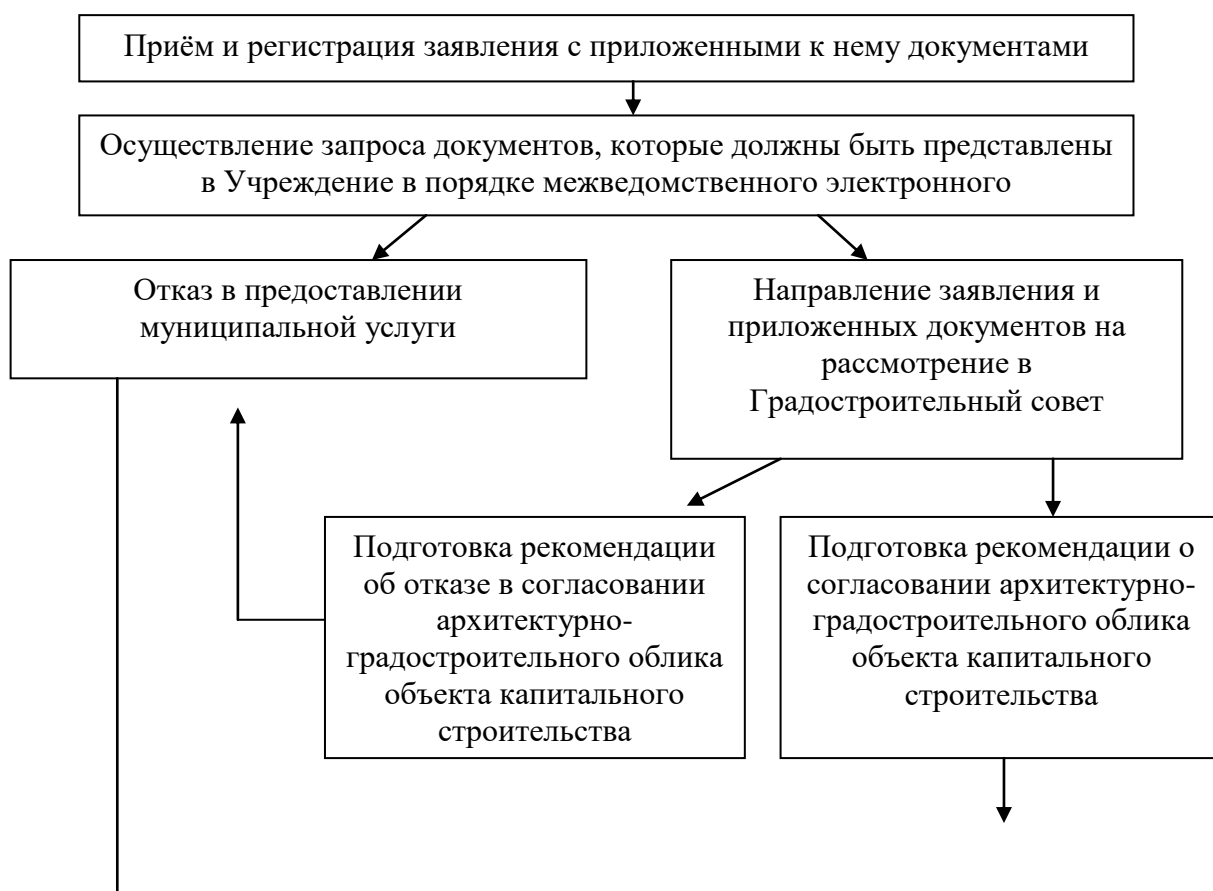 Приём и регистрация заявления с приложенными к нему документами
Осуществление запроса документов, которые должны быть представлены
в Учреждение в порядке межведомственного электронного
Отказ в предоставлении
муниципальной услуги
Направление заявления и
приложенных документов на
рассмотрение в
Градостроительный совет
Подготовка рекомендации
об отказе в согласовании
архитектурно-
градостроительного облика
объекта капитального
строительства
Подготовка рекомендации о
согласовании архитектурно-
градостроительного облика
объекта капитального
строительства